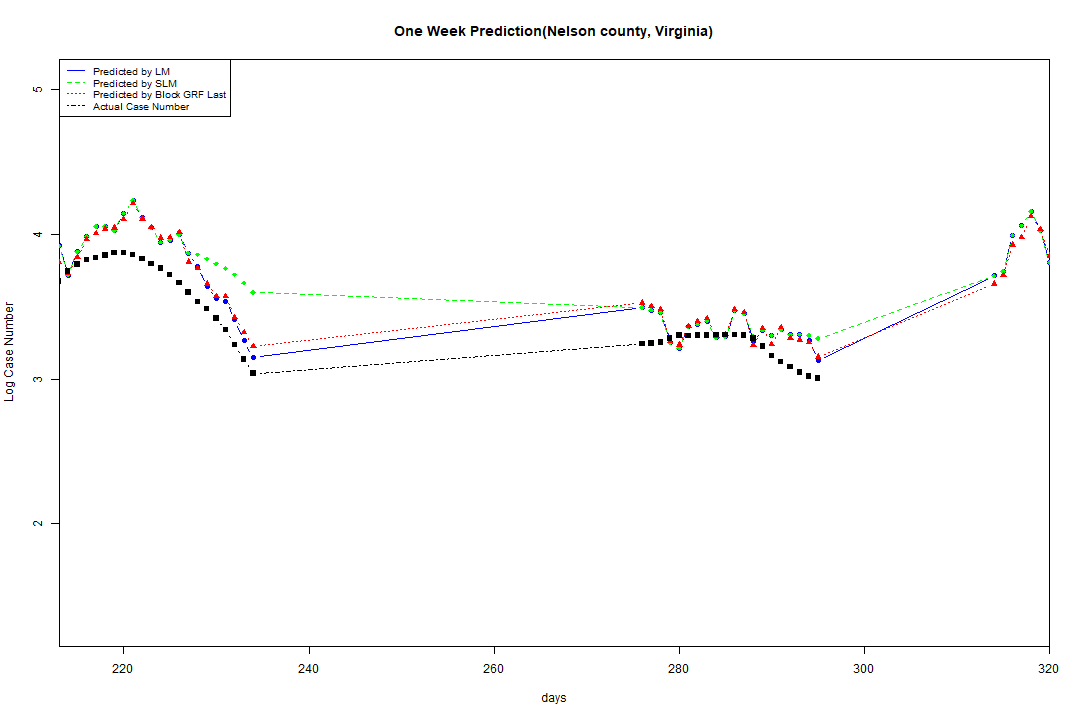 One Week Prediction(Nelson county, Virginia)
Predicted by LM
Predicted by SLM
Predicted by Block GRF Last
Actual Case Number
5
4
3
2
Log Case Number
220 240 260 280 300 320
days